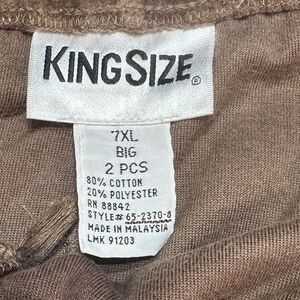 KINGSIZE®
7XL
BIG
2 PCS
80% COTTON
20% POLYESTER
RN 88842
STYLE# 65-2370-8
MADE IN MALAYSIA
LMK 91203